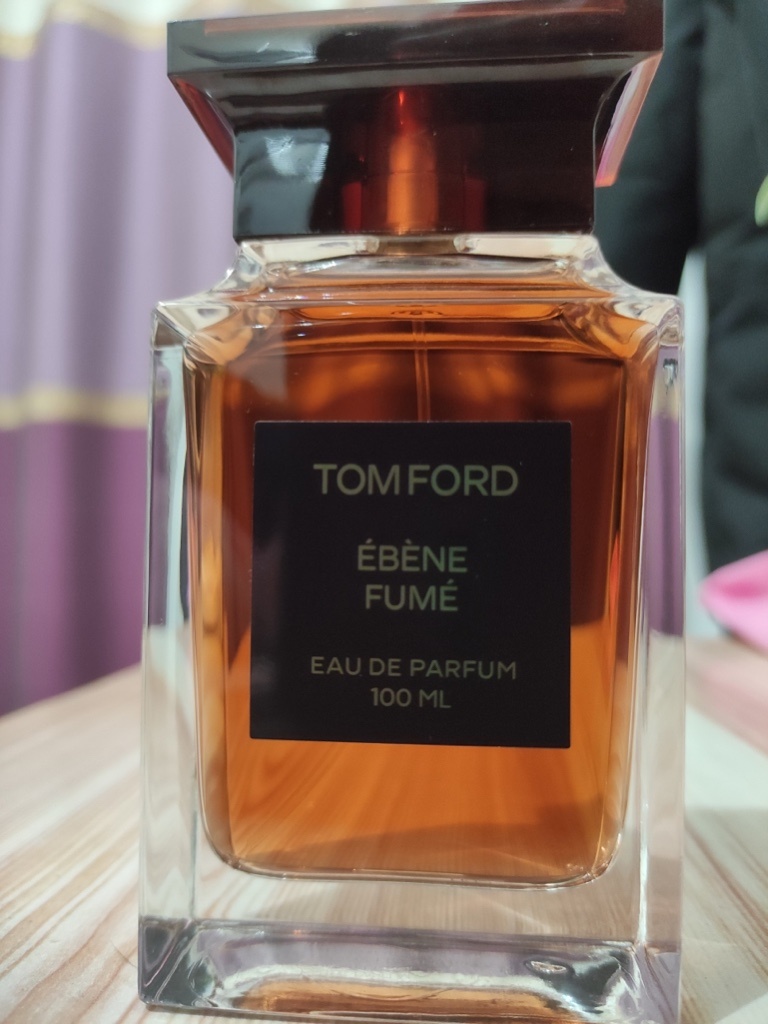 TOM FORD
ÉBÈNE
FUMÉ
EAU DE PARFUM
100 ML